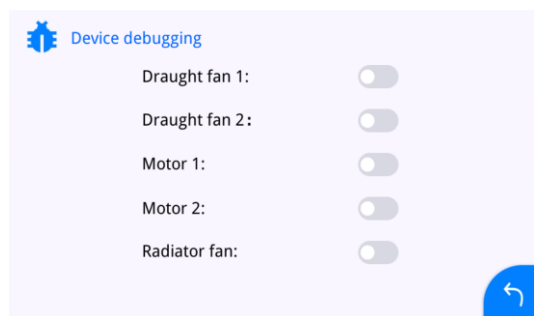 Device debugging
Draught fan 1:
Draught fan 2:
Motor 1:
Motor 2:
Radiator fan: